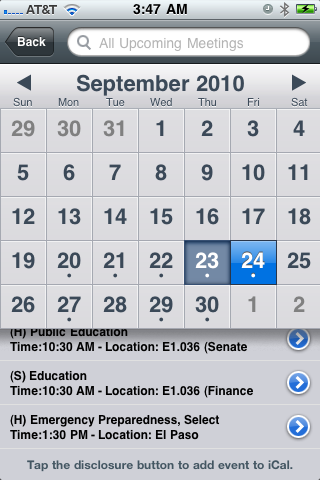 AT&T 3:47 AM
Back All Upcoming Meetings
September 2010
Sun Mon Tue Wed Thu Fri Sat
29 30 31 1 2 3 4
5 6 7 8 9 10 11
12 13 14 15 16 17 18
19 20 21 22 23 24 25
26 27 28 29 30 1 2
(H) Public Education
Time:10:30 AM - Location: E1.036 (Senate
(S) Education
Time:10:30 AM - Location: E1.036 (Finance
(H) Emergency Preparedness, Select
Time:1:30 PM - Location: El Paso
Tap the disclosure button to add event to iCal.